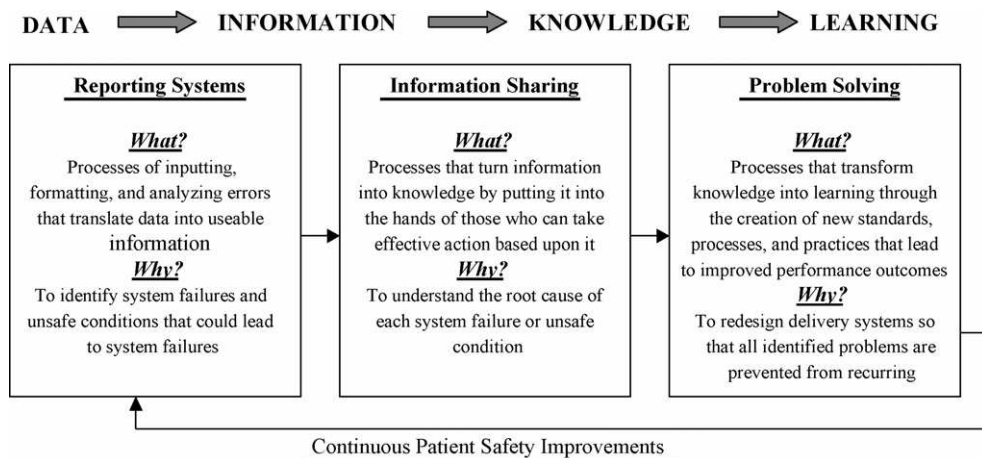 DATA INFORMATION KNOWLEDGE LEARNING
Reporting Systems
What?
Processes of inputting,
formatting, and analyzing errors
that translate data into useable
information
Why?
To identify system failures and
unsafe conditions that could lead
to system failures
Information Sharing
What?
Processes that turn information
into knowledge by putting it into
the hands of those who can take
effective action based upon it
Why?
To understand the root cause of
each system failure or unsafe
condition
Problem Solving
What?
Processes that transform
knowledge into learning through
the creation of new standards,
processes, and practices that lead
to improved performance outcomes
Why?
To redesign delivery systems so
that all identified problems are
prevented from recurring
Continuous Patient Safety Improvements